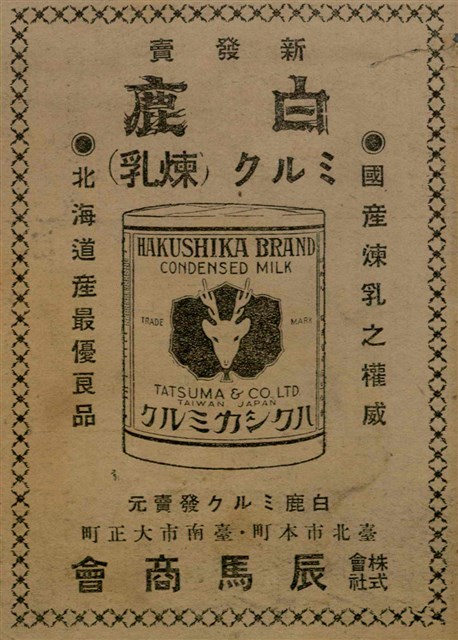 新發賣
白鹿
ミルク(煉乳)
◉國產煉乳之權威
◉北海道產最優良品
HAKUSHIKA BRAND
CONDENSED MILK
TRADE MARK
TATSUMA & CO. LTD
TAIWAN JAPAN
ハクシカミルク
白鹿ミルク發賣元
臺北市本町・臺南市大正町
株式會社辰馬商會